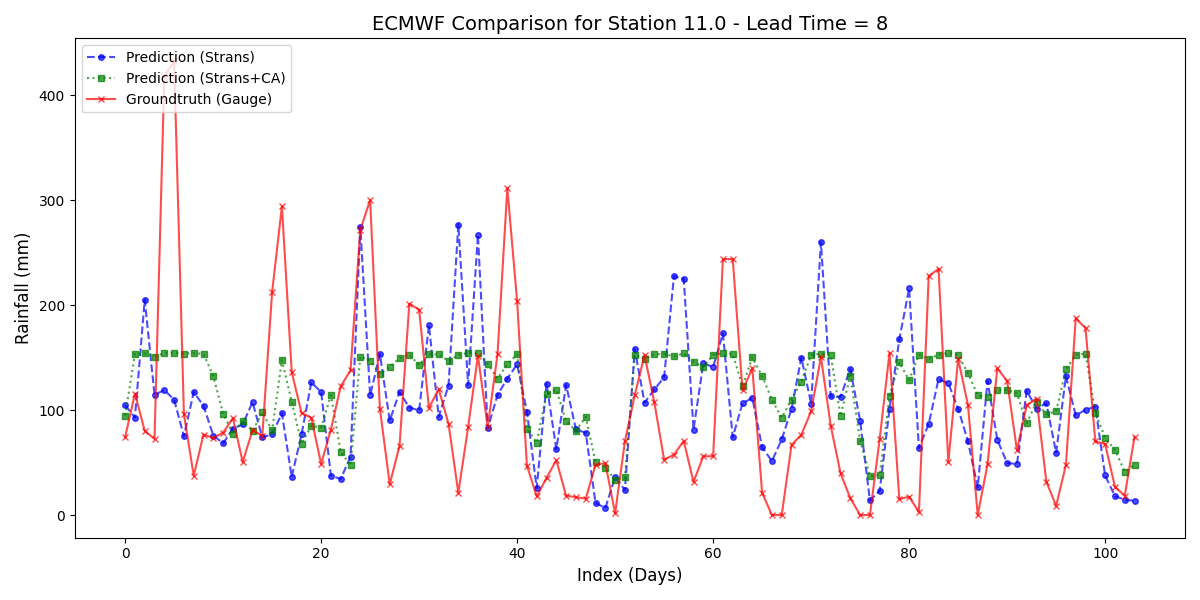 ECMWF Comparison for Station 11.0 - Lead Time = 8
Prediction (Strans)
Prediction (Strans+CA)
Groundtruth (Gauge)
Rainfall (mm)
400
300
200
100
0
0 20 40 60 80 100
Index (Days)